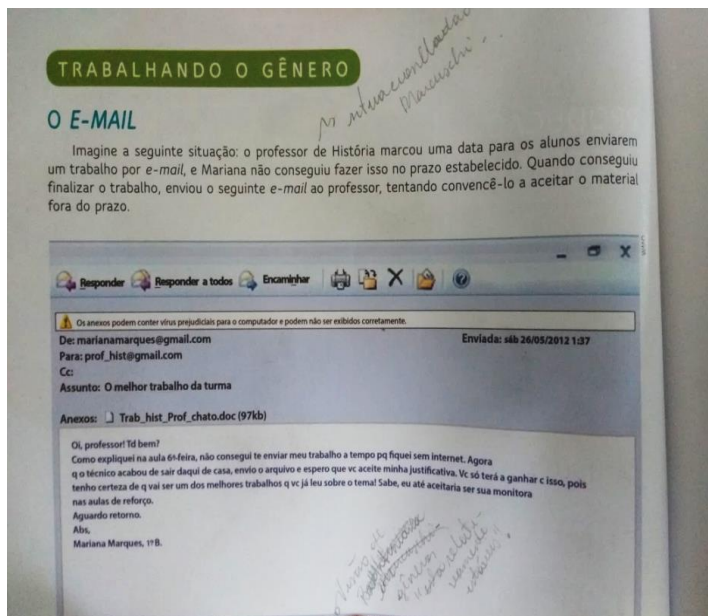 TRABALHANDO O GÊNERO
Marcuschi...
O E-MAIL
Imagine a seguinte situação: o professor de História marcou uma data para os alunos enviarem
um trabalho por e-mail, e Mariana não conseguiu fazer isso no prazo estabelecido. Quando conseguiu
finalizar o trabalho, enviou o seguinte e-mail ao professor, tentando convencê-lo a aceitar o material
fora do prazo.
Responder Responder a todos Encaminhar
Os anexos podem conter vírus prejudiciais para o computador e podem não ser exibidos corretamente.
De: marianamarques@gmail.com Enviada: sáb 26/05/2012 1:37
Para: prof_hist@gmail.com
Cc:
Assunto: O melhor trabalho da turma
Anexos: Trab_hist_Prof_chato.doc (97kb)
Oi, professor! Td bem?
Como expliquei na aula 6ª-feira, não consegui te enviar meu trabalho a tempo pq fiquei sem internet. Agora
q o técnico acabou de sair daqui de casa, envio o arquivo e espero que vc aceite minha justificativa. Vc só terá a ganhar c isso, pois
tenho certeza de q vai ser um dos melhores trabalhos q vc já leu sobre o tema! Sabe, eu até aceitaria ser sua monitora
nas aulas de reforço.
Aguardo retorno.
Abs,
Mariana Marques, 1ºB.
visão de
gêneros